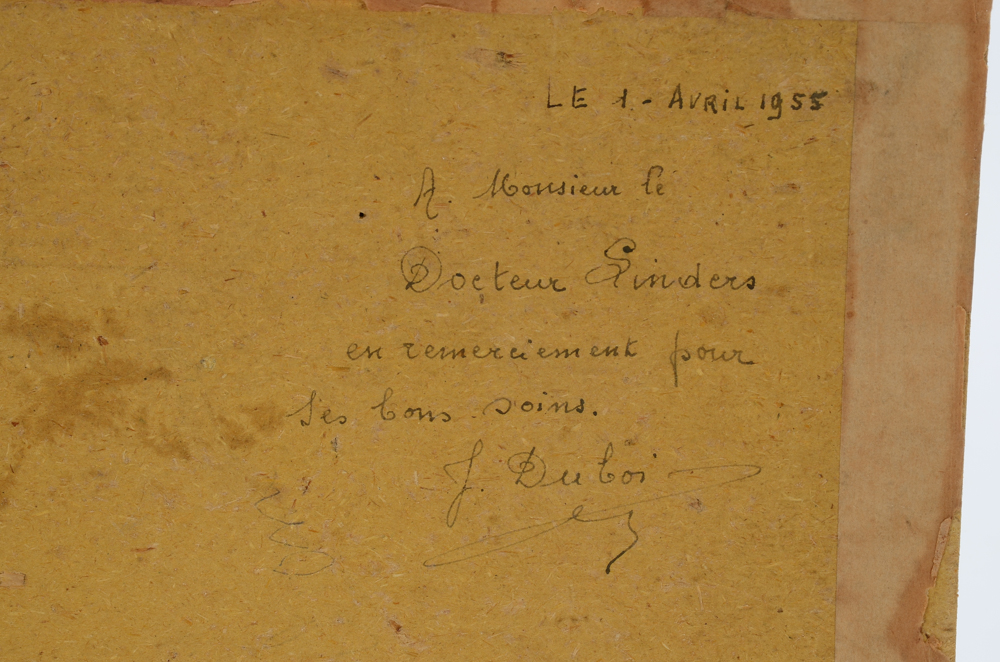 LE 1. - AVRIL 1955
A. Monsieur le
Docteur Linders
en remerciement pour
Ses bons soins.
J. Duboi